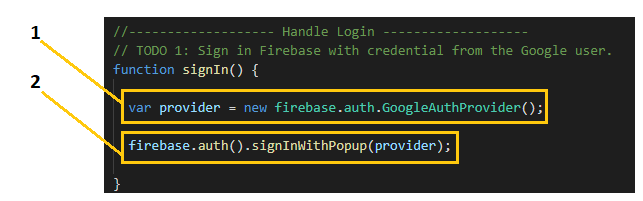 //------------------- Handle Login -------------------
1
// TODO 1: Sign in Firebase with credential from the Google user.
function signIn() {
2
var provider = new firebase.auth.GoogleAuthProvider();
firebase.auth().signInWithPopup(provider);
}